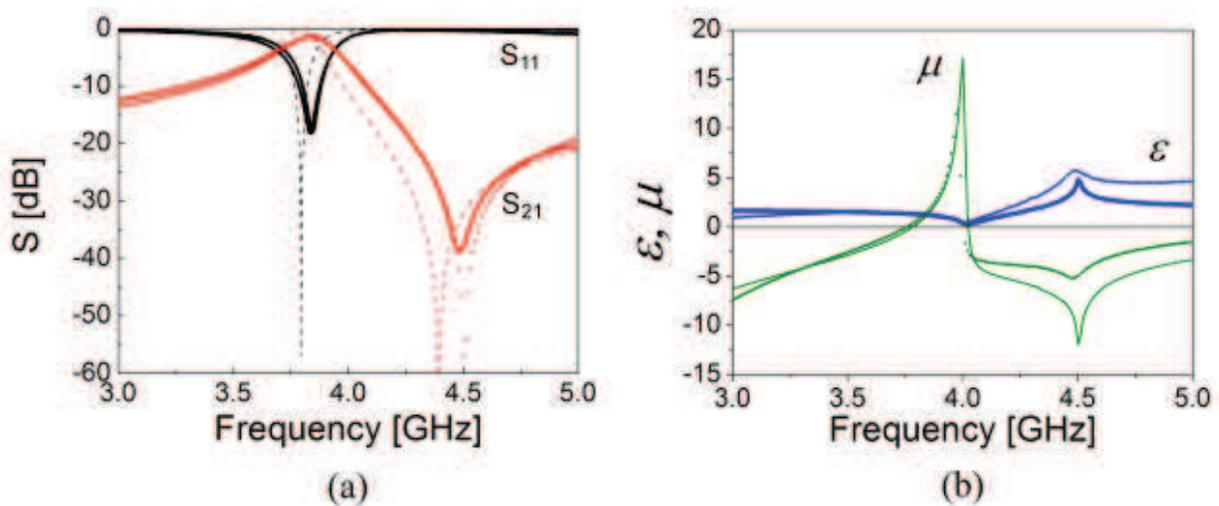 0
-10
-20
-30
-40
-50
-60
S [dB]
S11
S21
3.0 3.5 4.0 4.5 5.0
Frequency [GHz]
(a)
20
15
10
5
0
-5
-10
-15
ε, μ
μ
ε
3.0 3.5 4.0 4.5 5.0
Frequency [GHz]
(b)